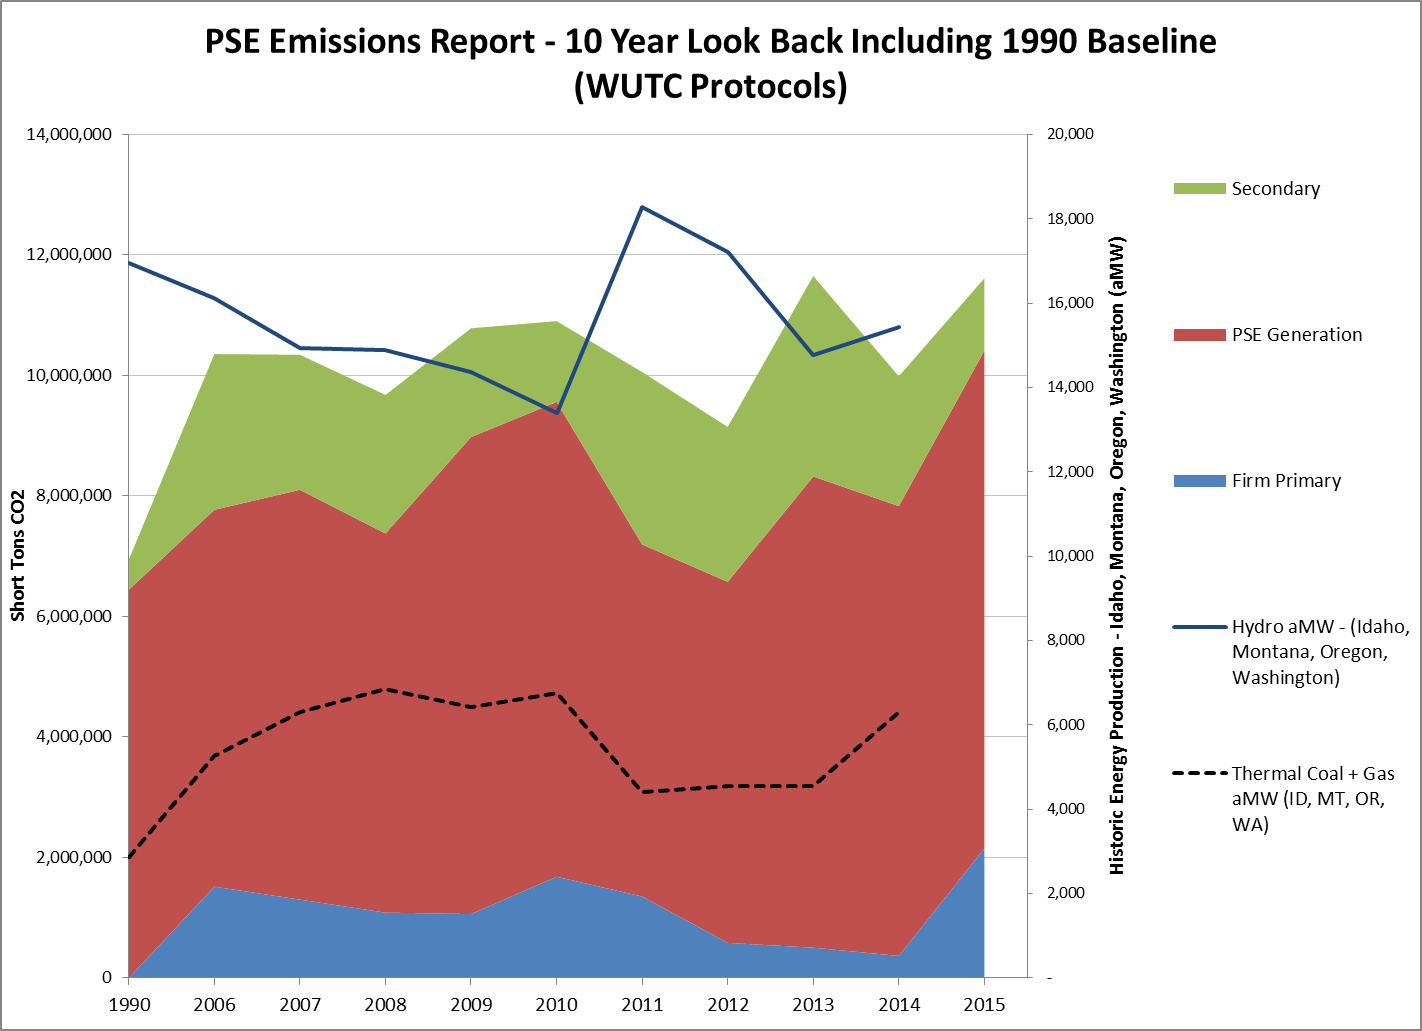 PSE Emissions Report - 10 Year Look Back Including 1990 Baseline
(WUTC Protocols)
Short Tons CO2
14,000,000
12,000,000
10,000,000
8,000,000
6,000,000
4,000,000
2,000,000
0
1990 2006 2007 2008 2009 2010 2011 2012 2013 2014 2015
20,000
18,000
16,000
14,000
12,000
10,000
8,000
6,000
4,000
2,000
-
Historic Energy Production - Idaho, Montana, Oregon, Washington (aMW)
Secondary
PSE Generation
Firm Primary
Hydro aMW - (Idaho,
Montana, Oregon,
Washington)
Thermal Coal + Gas
aMW (ID, MT, OR,
WA)